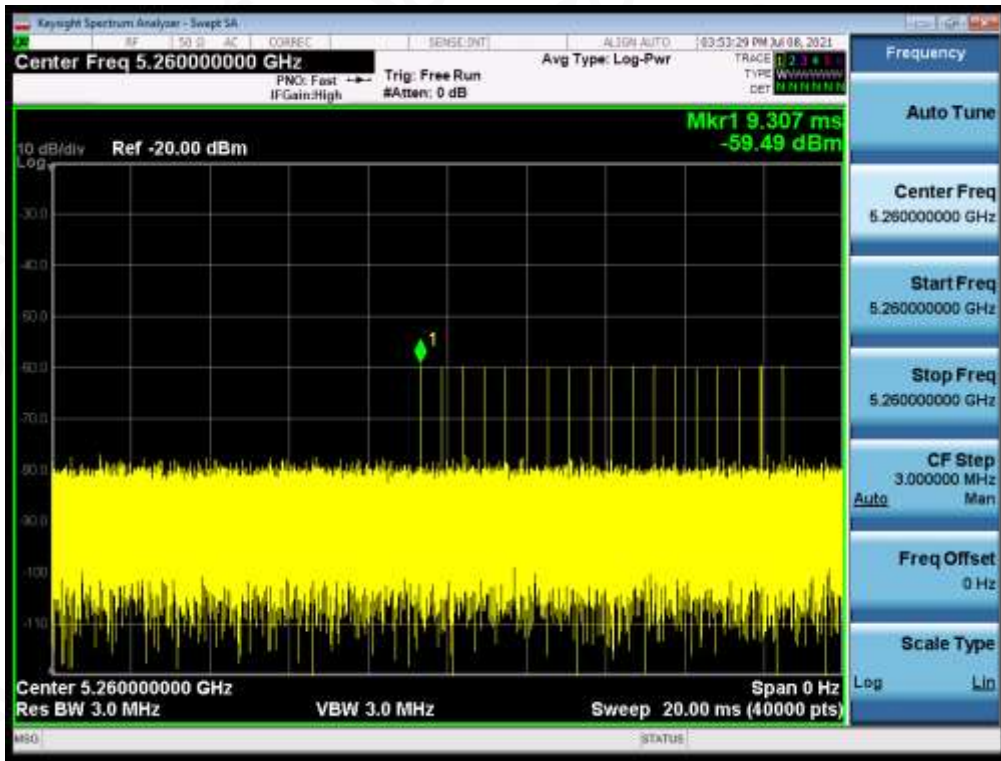 Keysight Spectrum Analyzer - Swept SA
RF 50 Ω AC CORREC SENSE:INT ALIGN AUTO 03:53:29 PM Jul 08, 2021
Center Freq 5.260000000 GHz
PNO: Fast
IFGain:High
Trig: Free Run
#Atten: 0 dB
Avg Type: Log-Pwr
TRACE 1 2 3 4 5 6
TYPE W
DET N N N N N N
Mkr1 9.307 ms
-59.49 dBm
10 dB/div Ref -20.00 dBm
Log
-30.0
-40.0
-50.0
-60.0
-70.0
-80.0
-90.0
-100
-110
1
Center 5.260000000 GHz
Span 0 Hz
Res BW 3.0 MHz
VBW 3.0 MHz
Sweep 20.00 ms (40000 pts)
MSG
STATUS
Frequency
Auto Tune
Center Freq
5.260000000 GHz
Start Freq
5.260000000 GHz
Stop Freq
5.260000000 GHz
CF Step
3.000000 MHz
Auto Man
Freq Offset
0 Hz
Scale Type
Log Lin